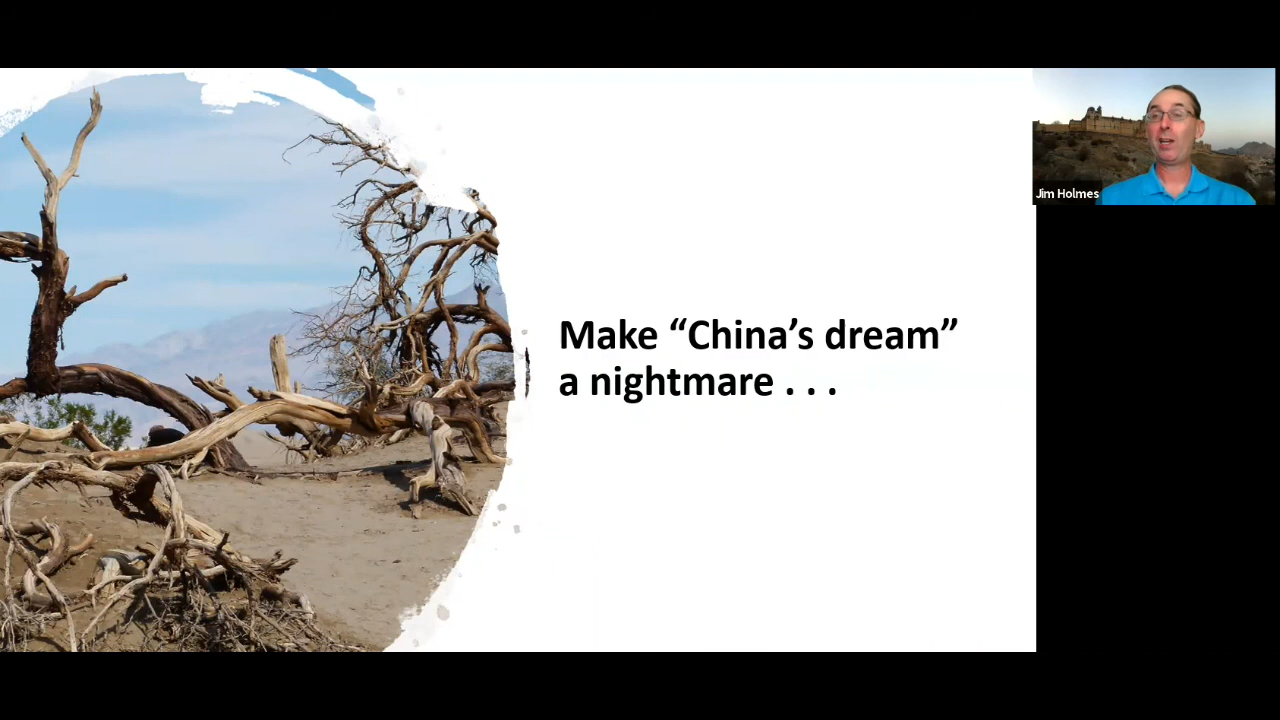 Make “China’s dream”
a nightmare . . .
Jim Holmes